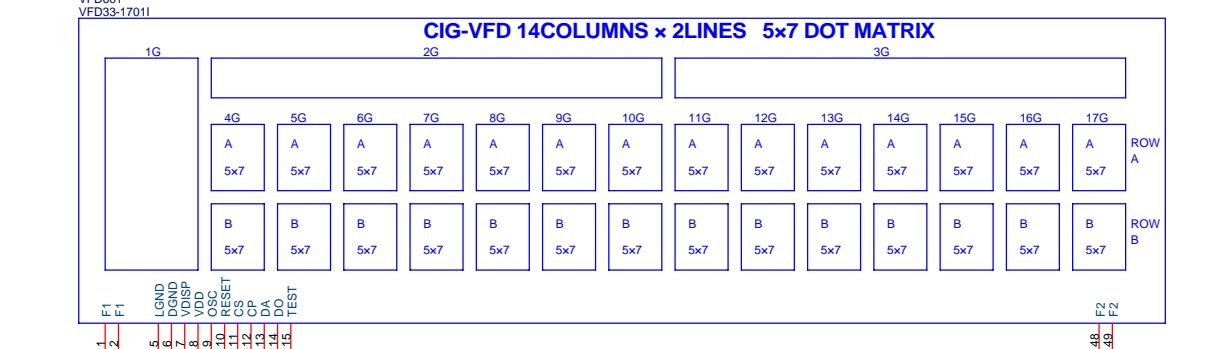 VFD33-1701I
CIG-VFD 14COLUMNS × 2LINES 5×7 DOT MATRIX
1G 2G 3G
4G 5G 6G 7G 8G 9G 10G 11G 12G 13G 14G 15G 16G 17G
A A A A A A A A A A A A A A ROW
A
5×7 5×7 5×7 5×7 5×7 5×7 5×7 5×7 5×7 5×7 5×7 5×7 5×7 5×7
B B B B B B B B B B B B B B ROW
B
5×7 5×7 5×7 5×7 5×7 5×7 5×7 5×7 5×7 5×7 5×7 5×7 5×7 5×7
F1 F1 LGND DGND VDISP VDD OSC RESET CS CP DA DO TEST F2 F2
1 2 5 6 7 8 9 10 11 12 13 14 15 48 49